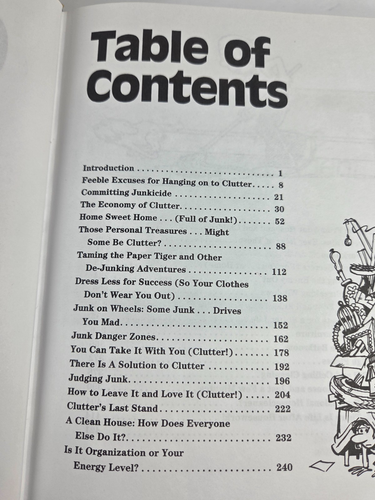 Table of
Contents
Introduction . . . . . . . . . . . . . . . . . . . . . . . . . . . . 1
Feeble Excuses for Hanging on to Clutter. . . . . 8
Committing Junkicide . . . . . . . . . . . . . . . . . . . . . 21
The Economy of Clutter. . . . . . . . . . . . . . . . . . . 30
Home Sweet Home . . . (Full of Junk!). . . . . . . 52
Those Personal Treasures . . . Might
Some Be Clutter? . . . . . . . . . . . . . . . . . . . . . . 88
Taming the Paper Tiger and Other
De-Junking Adventures . . . . . . . . . . . . . . . . 112
Dress Less for Success (So Your Clothes
Don't Wear You Out) . . . . . . . . . . . . . . . . . . . 138
Junk on Wheels: Some Junk . . . Drives
You Mad. . . . . . . . . . . . . . . . . . . . . . . . . . . . . . 152
Junk Danger Zones. . . . . . . . . . . . . . . . . . . . . . . 162
You Can Take It With You (Clutter!). . . . . . . 178
There Is A Solution to Clutter . . . . . . . . . . . . . 192
Judging Junk. . . . . . . . . . . . . . . . . . . . . . . . . . . . . 196
How to Leave It and Love It (Clutter!) . . . . . 204
Clutter's Last Stand . . . . . . . . . . . . . . . . . . . . . . 222
A Clean House: How Does Everyone
Else Do It?. . . . . . . . . . . . . . . . . . . . . . . . . . . . . 232
Is It Organization or Your
Energy Level? . . . . . . . . . . . . . . . . . . . . . . . . . 240